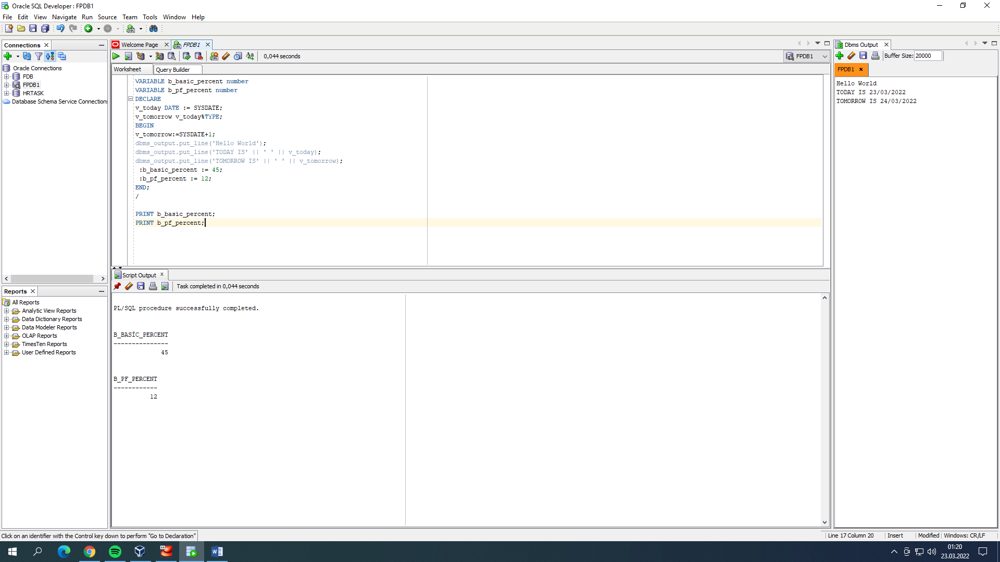 Oracle SQL Developer : FPDB1
File Edit View Navigate Run Source Team Tools Window Help
Connections
Oracle Connections
FDB
FPDB1
HRTASK
Database Schema Service Connections
Reports
All Reports
Analytic View Reports
Data Dictionary Reports
Data Modeler Reports
OLAP Reports
TimesTen Reports
User Defined Reports
Welcome Page FPDB1
0,044 seconds
FPDB1
Worksheet Query Builder
VARIABLE b_basic_percent number
VARIABLE b_pf_percent number
DECLARE
v_today DATE := SYSDATE;
v_tomorrow v_today%TYPE;
BEGIN
v_tomorrow:=SYSDATE+1;
dbms_output.put_line('Hello World');
dbms_output.put_line('TODAY IS' || ' ' || v_today);
dbms_output.put_line('TOMORROW IS' || ' ' || v_tomorrow);
:b_basic_percent := 45;
:b_pf_percent := 12;
END;
/
PRINT b_basic_percent;
PRINT b_pf_percent;
Script Output
Task completed in 0,044 seconds
PL/SQL procedure successfully completed.
B_BASİC_PERCENT
---------------
45
B_PF_PERCENT
------------
12
Dbms Output
Buffer Size: 20000
FPDB1
Hello World
TODAY IS 23/03/2022
TOMORROW IS 24/03/2022
Click on an identifier with the Control key down to perform "Go to Declaration"
Line 17 Column 20 Insert Modified Windows: CR/LF
01:20
23.03.2022